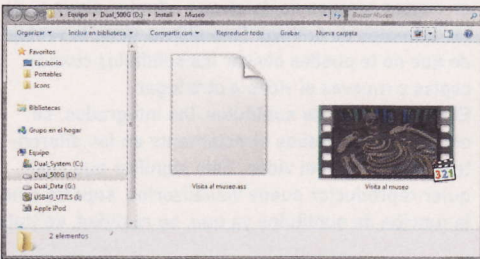 Equipo ▸ Dual_500G (D:) ▸ Install ▸ Museo
Buscar Museo
Organizar
Incluir en biblioteca
Compartir con
Reproducir todo
Grabar
Nueva carpeta
Favoritos
Escritorio
Portables
Icons
Bibliotecas
Grupo en el hogar
Equipo
Dual_System (C:)
Dual_500G (D:)
Dual_Data (G:)
USB4G_UTILS (I:)
Apple iPod
Visita al museo.ass
321
Visita al museo
2 elementos